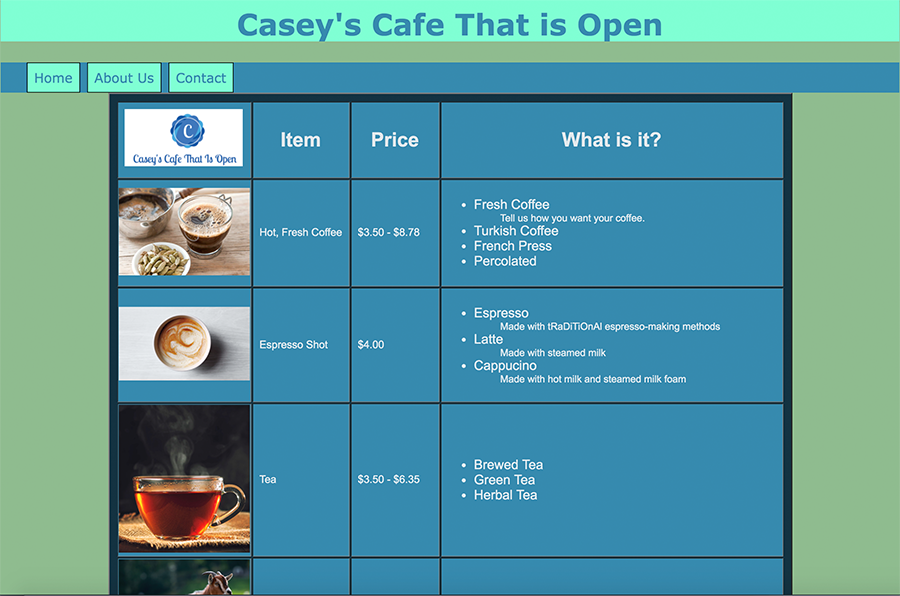 Casey's Cafe That is Open
Home About Us Contact
C
Casey's Cafe That Is Open
Item Price What is it?
Hot, Fresh Coffee $3.50 - $8.78
Fresh Coffee
Tell us how you want your coffee.
Turkish Coffee
French Press
Percolated
Espresso Shot $4.00
Espresso
Made with tRaDiTiOnAl espresso-making methods
Latte
Made with steamed milk
Cappucino
Made with hot milk and steamed milk foam
Tea $3.50 - $6.35
Brewed Tea
Green Tea
Herbal Tea